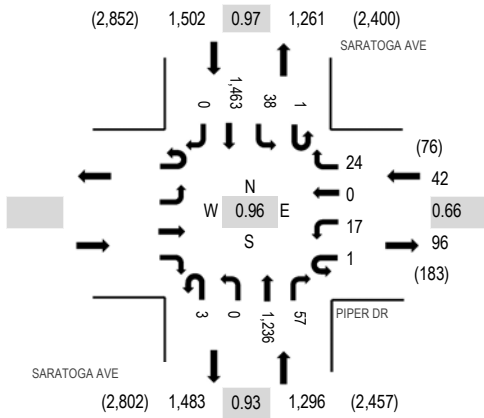 (2,852) 1,502 0.97 1,261 (2,400)
SARATOGA AVE
0 1,463 38 1
24
(76)
0 42
N
W 0.96 E 0.66
S
17
96
1
(183)
3 0 1,236 57
PIPER DR
SARATOGA AVE
(2,802) 1,483 0.93 1,296 (2,457)